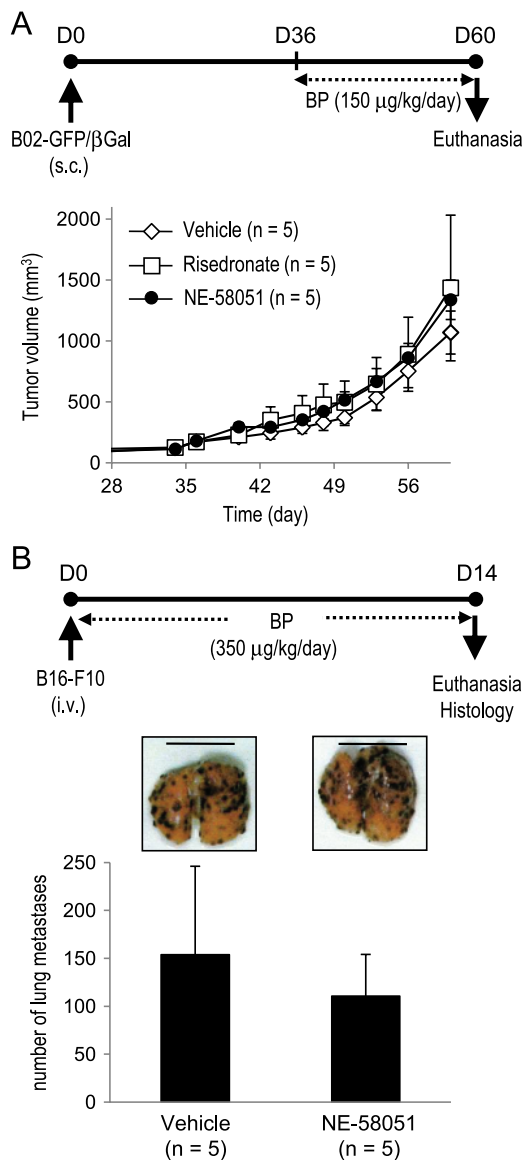 A
D0 D36 D60
BP (150 μg/kg/day)
B02-GFP/βGal
(s.c.)
Euthanasia
2000
1500
1000
500
0
Tumor volume (mm³)
Vehicle (n = 5)
Risedronate (n = 5)
NE-58051 (n = 5)
28 35 42 49 56
Time (day)
B
D0 D14
BP
(350 μg/kg/day)
B16-F10
(i.v.)
Euthanasia
Histology
250
200
150
100
50
0
number of lung metastases
Vehicle NE-58051
(n = 5) (n = 5)